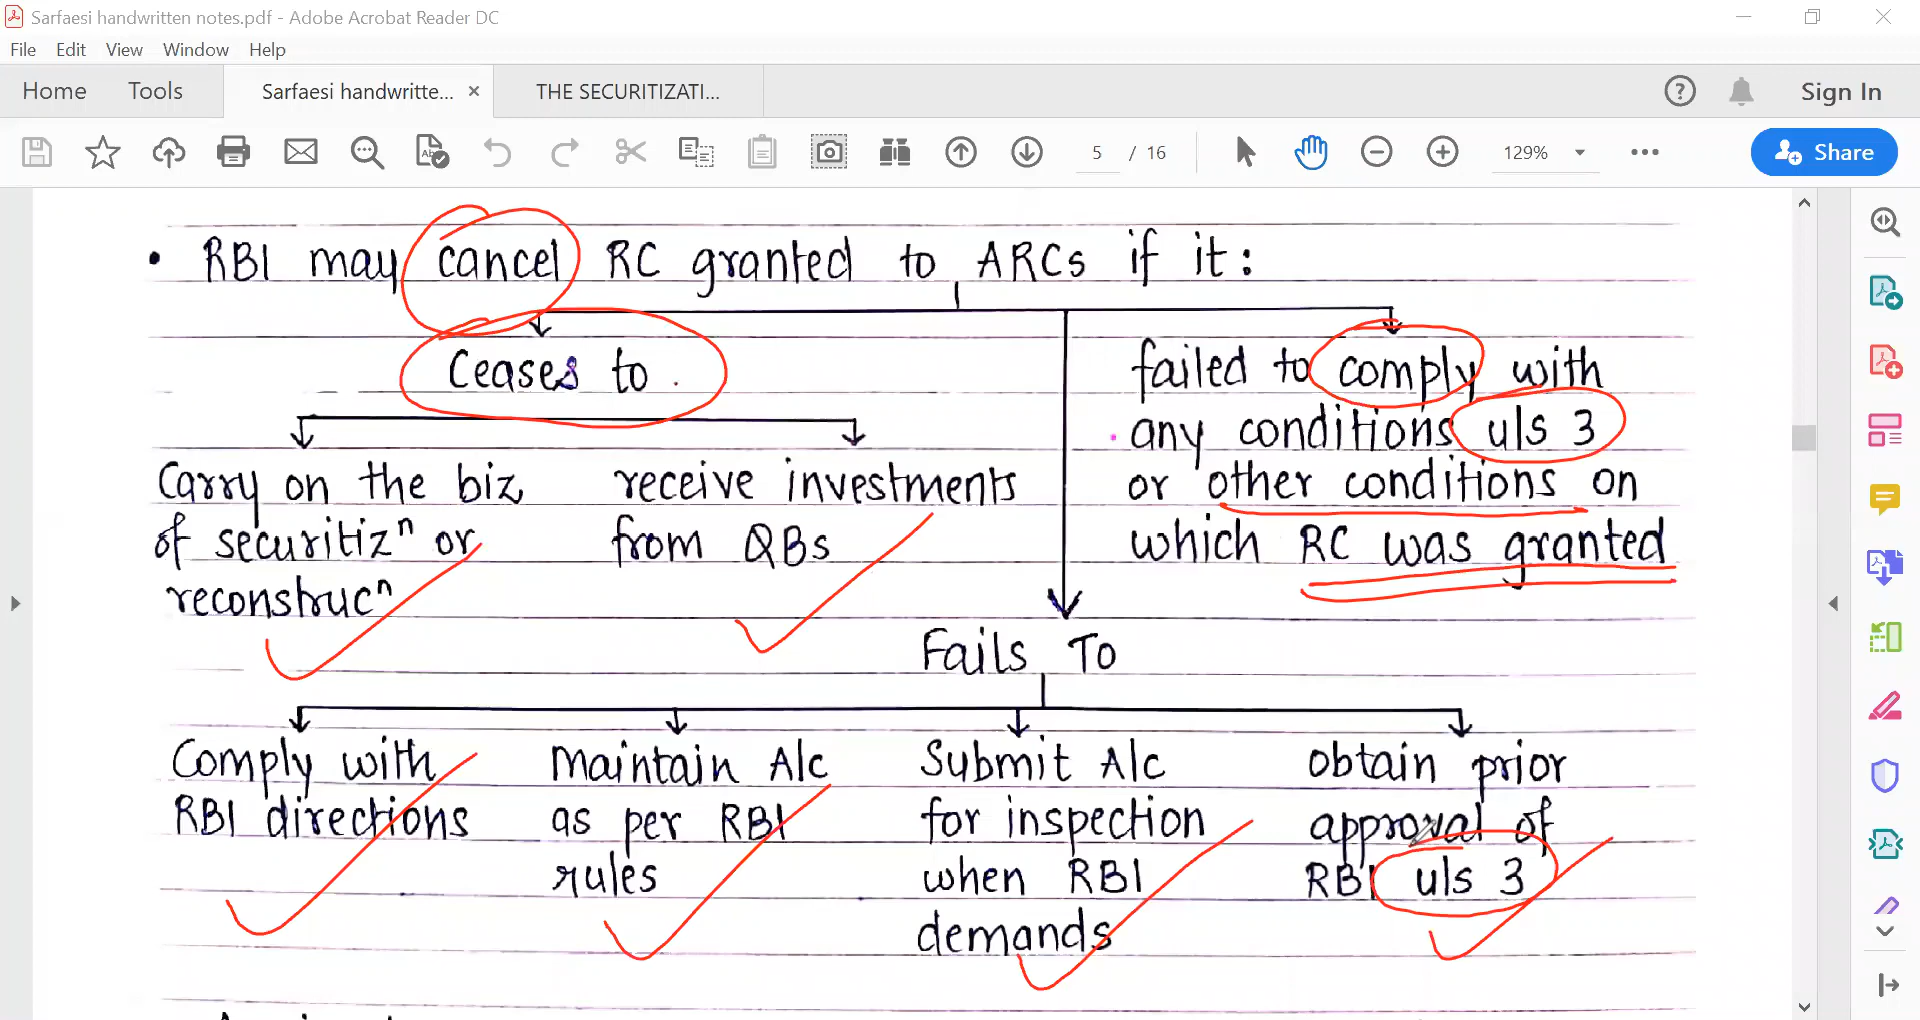 Sarfaesi handwritten notes.pdf - Adobe Acrobat Reader DC
File Edit View Window Help
Home Tools Sarfaesi handwritte... × THE SECURITIZATI... Sign In
5 / 16 129% Share
• RBI may cancel RC granted to ARCs if it :
Ceases to .
Carry on the biz
of securitizⁿ or
reconstrucⁿ
receive investments
from QBs
failed to comply with
any conditions u/s 3
or other conditions on
which RC was granted
Fails To
Comply with
RBI directions
Maintain A/c
as per RBI
rules
Submit A/c
for inspection
when RBI
demands
obtain prior
approval of
RBI u/s 3